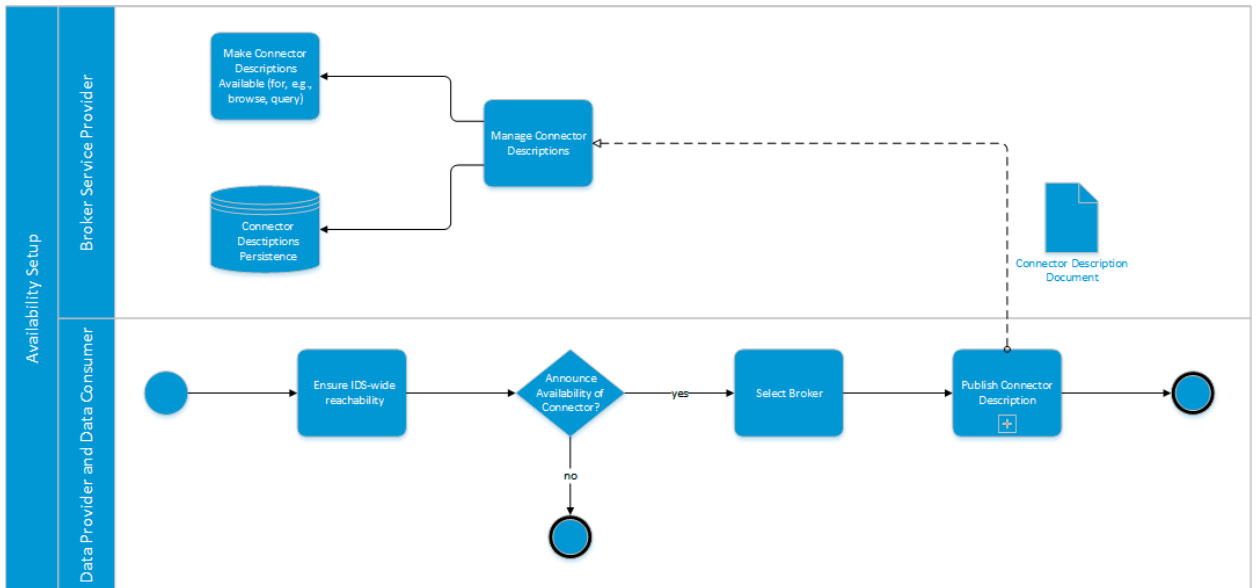 Availability Setup
Broker Service Provider
Make Connector
Descriptions
Available (for, e.g.,
browse, query)
Manage Connector
Descriptions
Connector
Desctiptions
Persistence
Connector Description
Document
Data Provider and Data Consumer
Ensure IDS-wide
reachability
Announce
Availability of
Connector?
yes
Select Broker
Publish Connector
Description
no